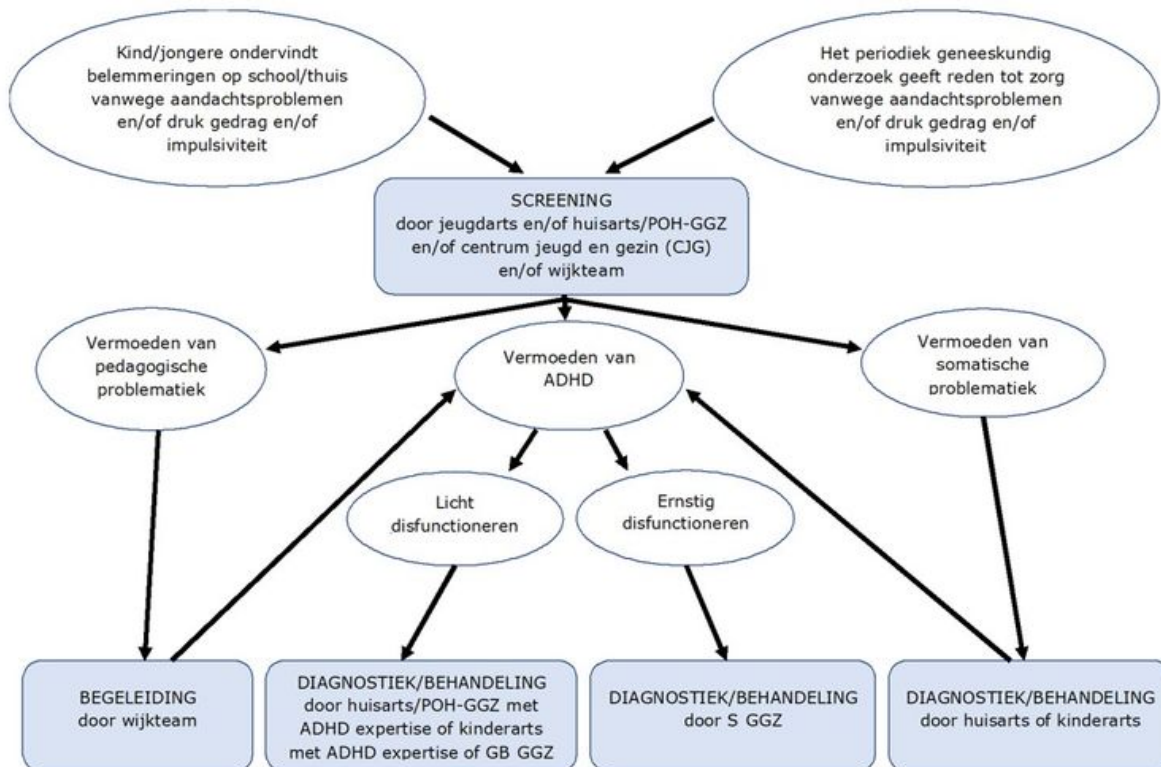 Kind/jongere ondervindt
belemmeringen op school/thuis
vanwege aandachtsproblemen
en/of druk gedrag en/of
impulsiviteit
Het periodiek geneeskundig
onderzoek geeft reden tot zorg
vanwege aandachtsproblemen
en/of druk gedrag en/of
impulsiviteit
SCREENING
door jeugdarts en/of huisarts/POH-GGZ
en/of centrum jeugd en gezin (CJG)
en/of wijkteam
Vermoeden van
pedagogische
problematiek
Vermoeden van
ADHD
Vermoeden van
somatische
problematiek
Licht
disfunctioneren
Ernstig
disfunctioneren
BEGELEIDING
door wijkteam
DIAGNOSTIEK/BEHANDELING
door huisarts/POH-GGZ met
ADHD expertise of kinderarts
met ADHD expertise of GB GGZ
DIAGNOSTIEK/BEHANDELING
door S GGZ
DIAGNOSTIEK/BEHANDELING
door huisarts of kinderarts